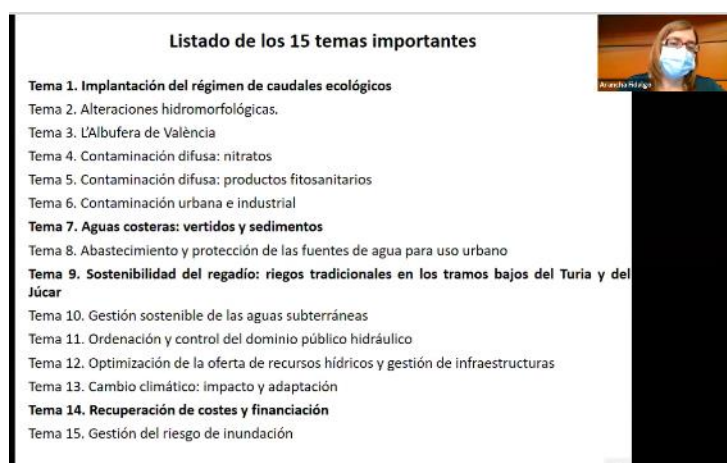 Listado de los 15 temas importantes
Arancha Fidalgo
Tema 1. Implantación del régimen de caudales ecológicos
Tema 2. Alteraciones hidromorfológicas.
Tema 3. L'Albufera de València
Tema 4. Contaminación difusa: nitratos
Tema 5. Contaminación difusa: productos fitosanitarios
Tema 6. Contaminación urbana e industrial
Tema 7. Aguas costeras: vertidos y sedimentos
Tema 8. Abastecimiento y protección de las fuentes de agua para uso urbano
Tema 9. Sostenibilidad del regadío: riegos tradicionales en los tramos bajos del Turia y del
Júcar
Tema 10. Gestión sostenible de las aguas subterráneas
Tema 11. Ordenación y control del dominio público hidráulico
Tema 12. Optimización de la oferta de recursos hídricos y gestión de infraestructuras
Tema 13. Cambio climático: impacto y adaptación
Tema 14. Recuperación de costes y financiación
Tema 15. Gestión del riesgo de inundación